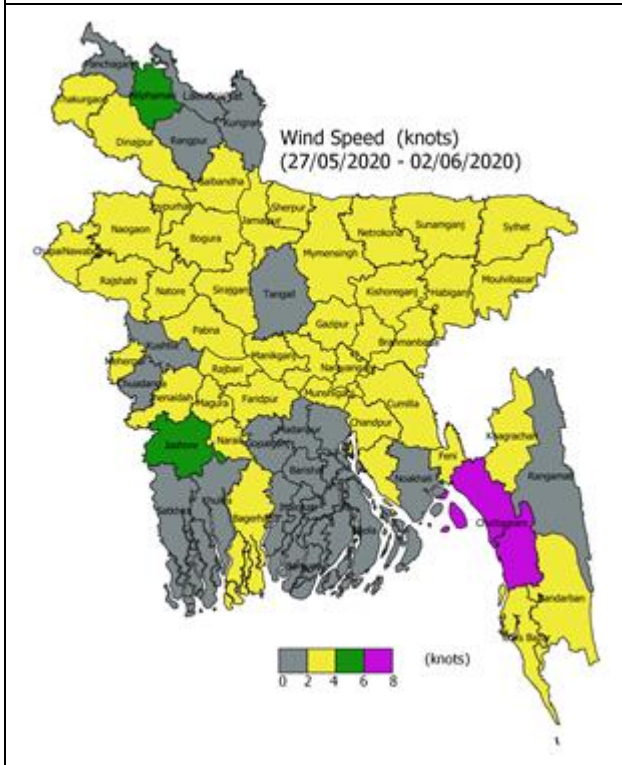 Panchagarh
Nilphamari
Lalmonirhat
Thakurgaon
Kurigram
Dinajpur
Rangpur
Wind Speed (knots)
(27/05/2020 - 02/06/2020)
Gaibandha
Sherpur
Joypurhat
Jamalpur
Netrokona
Sunamganj
Sylhet
Naogaon
Bogura
Mymensingh
Chapai Nawabganj
Rajshahi
Natore
Sirajganj
Tangail
Kishoreganj
Habiganj
Moulvibazar
Pabna
Gazipur
Brahmanbaria
Kushtia
Meherpur
Manikganj
Rajbari
Narayanganj
Chuadanga
Jhenaidah
Magura
Faridpur
Munshiganj
Cumilla
Chandpur
Khagrachari
Jashore
Narail
Gopalganj
Madaripur
Feni
Noakhali
Rangamati
Barishal
Satkhira
Khulna
Bagerhat
Bhola
Chattogram
Bandarban
Coxs Bazar
(knots)
0 2 4 6 8